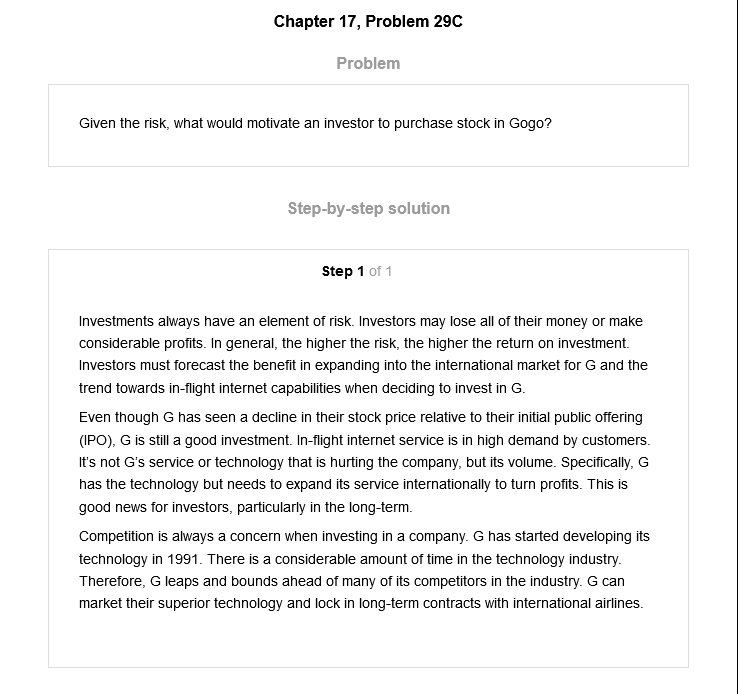 Chapter 17, Problem 29C
Problem
Given the risk, what would motivate an investor to purchase stock in Gogo?
Step-by-step solution
Step 1 of 1
Investments always have an element of risk. Investors may lose all of their money or make
considerable profits. In general, the higher the risk, the higher the return on investment.
Investors must forecast the benefit in expanding into the international market for G and the
trend towards in-flight internet capabilities when deciding to invest in G.
Even though G has seen a decline in their stock price relative to their initial public offering
(IPO), G is still a good investment. In-flight internet service is in high demand by customers.
It’s not G’s service or technology that is hurting the company, but its volume. Specifically, G
has the technology but needs to expand its service internationally to turn profits. This is
good news for investors, particularly in the long-term.
Competition is always a concern when investing in a company. G has started developing its
technology in 1991. There is a considerable amount of time in the technology industry.
Therefore, G leaps and bounds ahead of many of its competitors in the industry. G can
market their superior technology and lock in long-term contracts with international airlines.